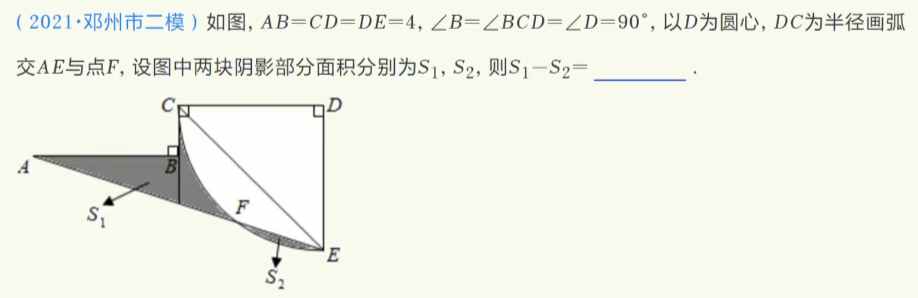 (2021·邓州市二模) 如图, AB=CD=DE=4, ∠B=∠BCD=∠D=90°, 以D为圆心, DC为半径画弧
交AE与点F, 设图中两块阴影部分面积分别为S₁, S₂, 则S₁-S₂=________.
C D
A B
S₁ F
E
S₂